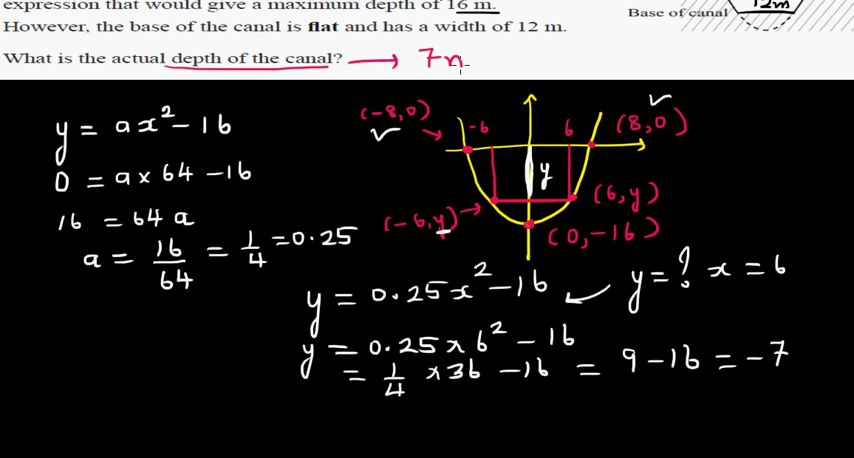 expression that would give a maximum depth of 16 m.
However, the base of the canal is flat and has a width of 12 m.
What is the actual depth of the canal? → 7m
Base of canal
12m
y = ax² - 16
0 = a × 64 - 16
16 = 64 a
a = 16/64 = 1/4 = 0.25
(-8,0)
-6
6
(8,0)
y
(6,y)
(-6,y)
(0,-16)
y = 0.25x² - 16
y = ? x = 6
y = 0.25 × 6² - 16
= 1/4 × 36 - 16 = 9 - 16 = -7